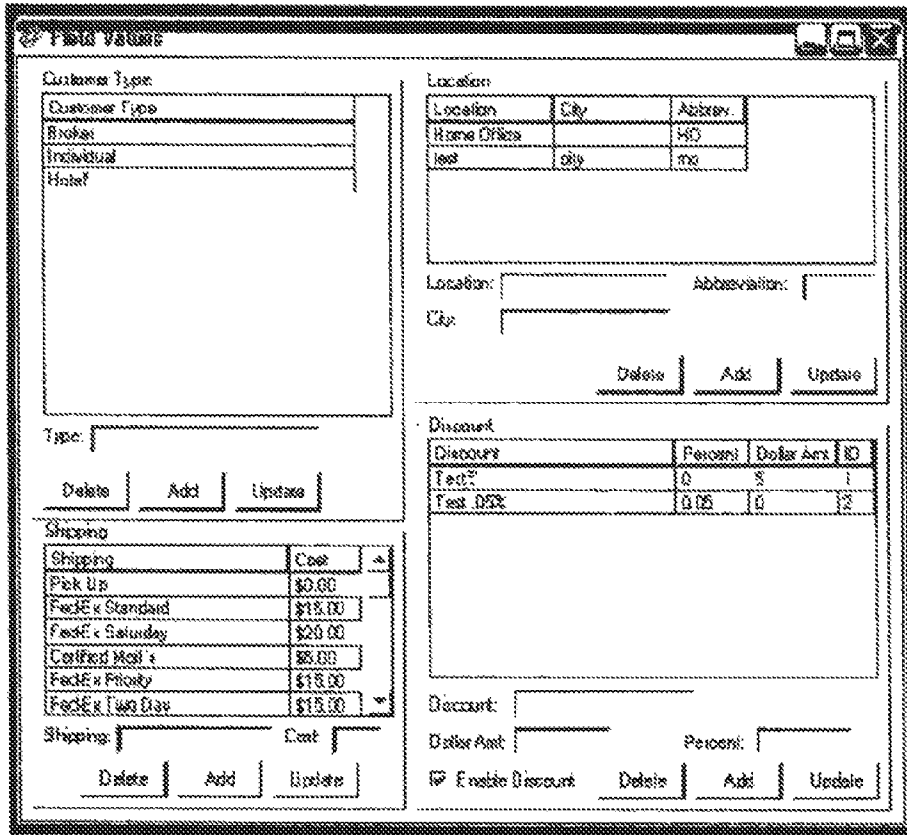 Field Values
Customer Type
Customer Type
Broker
Individual
Hotel
Type:
Delete Add Update
Shipping
Shipping Cost
Pick Up $0.00
FedEx Standard $15.00
FedEx Saturday $20.00
Certified Mail
FedEx Priority $15.00
FedEx Two Day $15.00
Shipping: Cost
Delete Add Update
Location
Location City Abbrev.
Home Office HO
test city mo
Location: Abbreviation:
City:
Delete Add Update
Discount
Discount Percent Dollar Amt ID
0 5 1
Test .05% 0.05 0 2
Discount:
Dollar Amt: Percent:
Enable Discount Delete Add Update